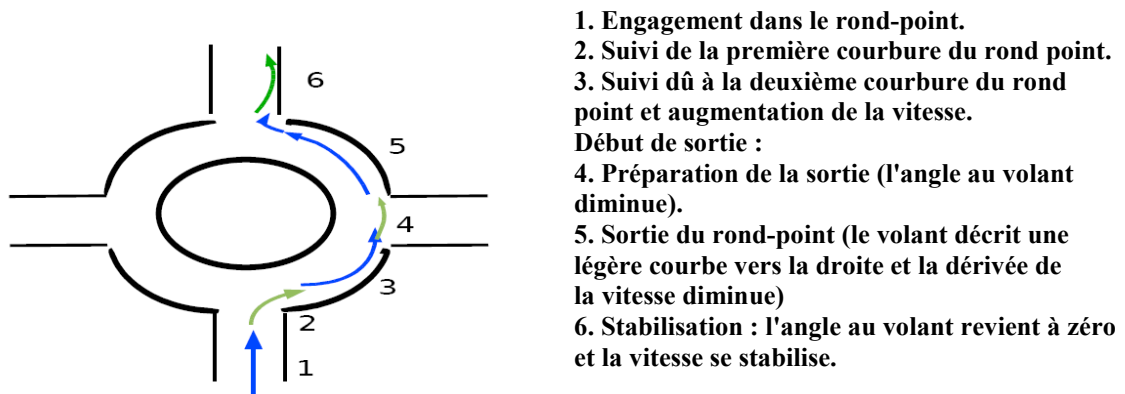 1. Engagement dans le rond-point.
2. Suivi de la première courbure du rond point.
3. Suivi dû à la deuxième courbure du rond
point et augmentation de la vitesse.
Début de sortie :
4. Préparation de la sortie (l'angle au volant
diminue).
5. Sortie du rond-point (le volant décrit une
légère courbe vers la droite et la dérivée de
la vitesse diminue)
6. Stabilisation : l'angle au volant revient à zéro
et la vitesse se stabilise.
6
5
4
3
2
1